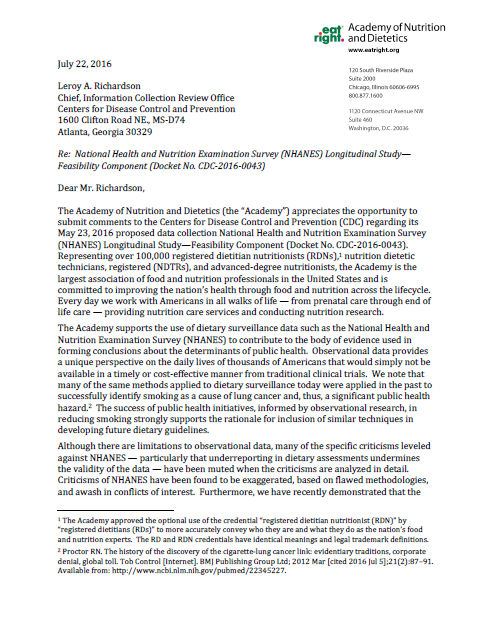 eat right. Academy of Nutrition and Dietetics
www.eatright.org
120 South Riverside Plaza
Suite 2000
Chicago, Illinois 60606-6995
800.877.1600
1120 Connecticut Avenue NW
Suite 460
Washington, D.C. 20036
July 22, 2016
Leroy A. Richardson
Chief, Information Collection Review Office
Centers for Disease Control and Prevention
1600 Clifton Road NE., MS-D74
Atlanta, Georgia 30329
Re: National Health and Nutrition Examination Survey (NHANES) Longitudinal Study—
Feasibility Component (Docket No. CDC-2016-0043)
Dear Mr. Richardson,
The Academy of Nutrition and Dietetics (the “Academy”) appreciates the opportunity to
submit comments to the Centers for Disease Control and Prevention (CDC) regarding its
May 23, 2016 proposed data collection National Health and Nutrition Examination Survey
(NHANES) Longitudinal Study—Feasibility Component (Docket No. CDC-2016-0043).
Representing over 100,000 registered dietitian nutritionists (RDNs),¹ nutrition dietetic
technicians, registered (NDTRs), and advanced-degree nutritionists, the Academy is the
largest association of food and nutrition professionals in the United States and is
committed to improving the nation’s health through food and nutrition across the lifecycle.
Every day we work with Americans in all walks of life — from prenatal care through end of
life care — providing nutrition care services and conducting nutrition research.
The Academy supports the use of dietary surveillance data such as the National Health and
Nutrition Examination Survey (NHANES) to contribute to the body of evidence used in
forming conclusions about the determinants of public health. Observational data provides
a unique perspective on the daily lives of thousands of Americans that would simply not be
available in a timely or cost-effective manner from traditional clinical trials. We note that
many of the same methods applied to dietary surveillance today were applied in the past to
successfully identify smoking as a cause of lung cancer and, thus, a significant public health
hazard.² The success of public health initiatives, informed by observational research, in
reducing smoking strongly supports the rationale for inclusion of similar techniques in
developing future dietary guidelines.
Although there are limitations to observational data, many of the specific criticisms leveled
against NHANES — particularly that underreporting in dietary assessments undermines
the validity of the data — have been muted when the criticisms are analyzed in detail.
Criticisms of NHANES have been found to be exaggerated, based on flawed methodologies,
and awash in conflicts of interest. Furthermore, we have recently demonstrated that the
¹ The Academy approved the optional use of the credential “registered dietitian nutritionist (RDN)” by
“registered dietitians (RDs)” to more accurately convey who they are and what they do as the nation’s food
and nutrition experts. The RD and RDN credentials have identical meanings and legal trademark definitions.
² Proctor RN. The history of the discovery of the cigarette-lung cancer link: evidentiary traditions, corporate
denial, global toll. Tob Control [Internet]. BMJ Publishing Group Ltd; 2012 Mar [cited 2016 Jul 5];21(2):87–91.
Available from: http://www.ncbi.nlm.nih.gov/pubmed/22345227.